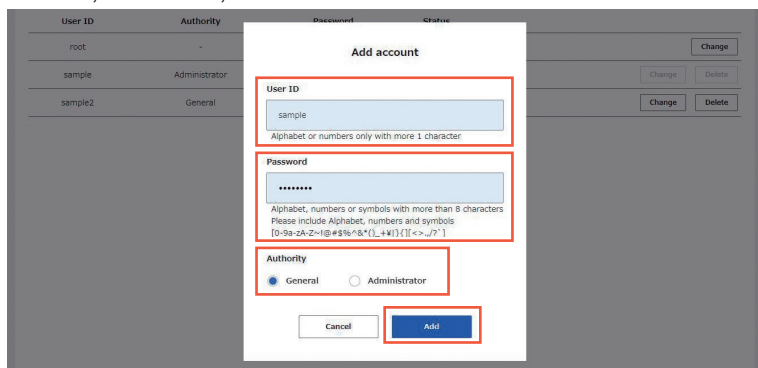 User ID Authority Password Status
root - Change
sample Administrator Change Delete
sample2 General Change Delete
Add account
User ID
sample
Alphabet or numbers only with more 1 character
Password
••••••••
Alphabet, numbers or symbols with more than 8 characters
Please include Alphabet, numbers and symbols
[0-9a-zA-Z~!@#$%^&*()_+¥|}{][<>.,/?`]
Authority
General Administrator
Cancel Add